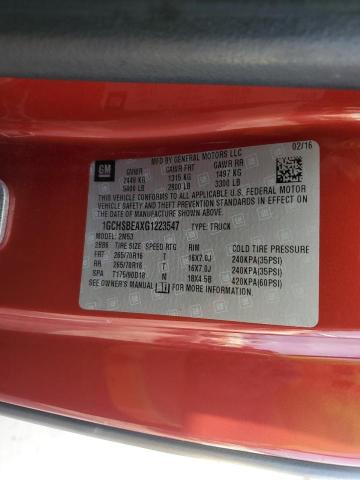 MFD BY GENERAL MOTORS LLC 02/16
GM GVWR GAWR FRT GAWR RR
2449 KG 1315 KG 1497 KG
5400 LB 2900 LB 3300 LB
THIS VEHICLE CONFORMS TO ALL APPLICABLE U.S. FEDERAL MOTOR
VEHICLE SAFETY AND THEFT PREVENTION STANDARDS IN EFFECT ON
THE DATE OF MANUFACTURE SHOWN ABOVE.
1GCHSBEAXG1223547 TYPE: TRUCK
MODEL: 2M53
TIRE SIZE SPEED RTG RIM COLD TIRE PRESSURE
FRT 265/70R16 T 16X7.0J 240KPA(35PSI)
RR 265/70R16 T 16X7.0J 240KPA(35PSI)
SPA T175/90D18 M 18X4.5B 420KPA(60PSI)
SEE OWNER'S MANUAL FOR MORE INFORMATION.